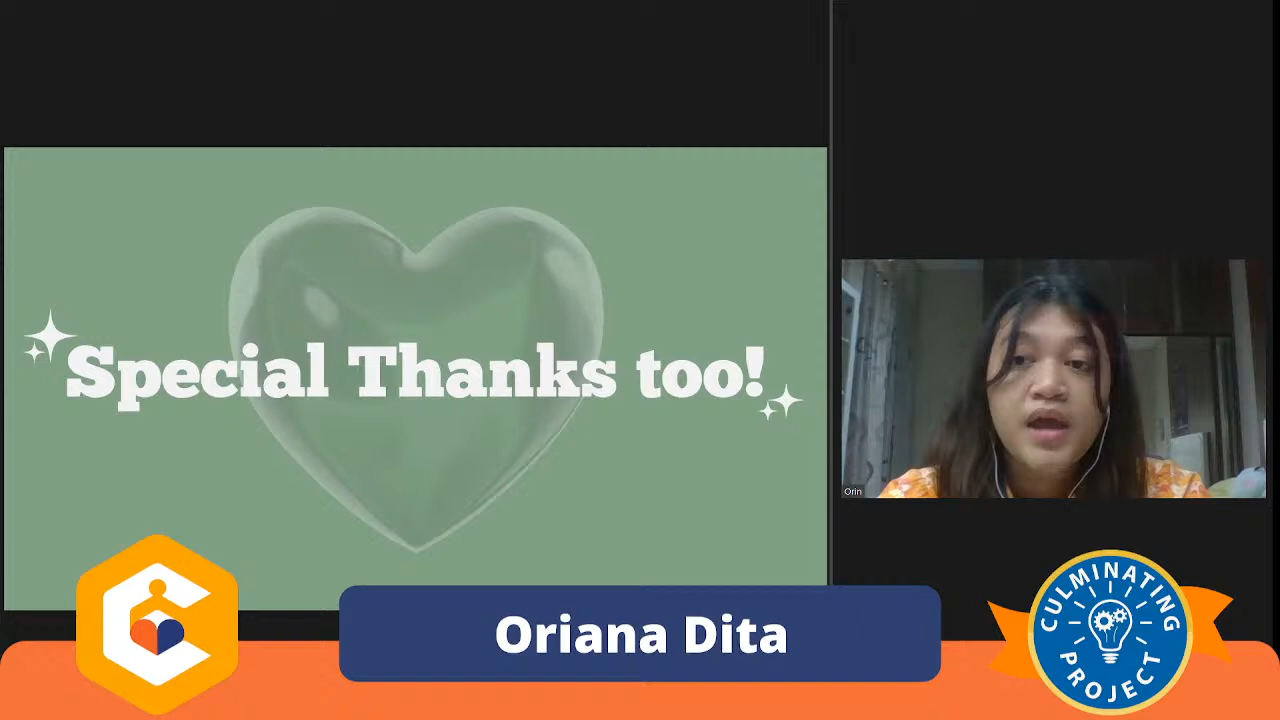 Special Thanks too!
Orin
Oriana Dita
CULMINATING
PROJECT